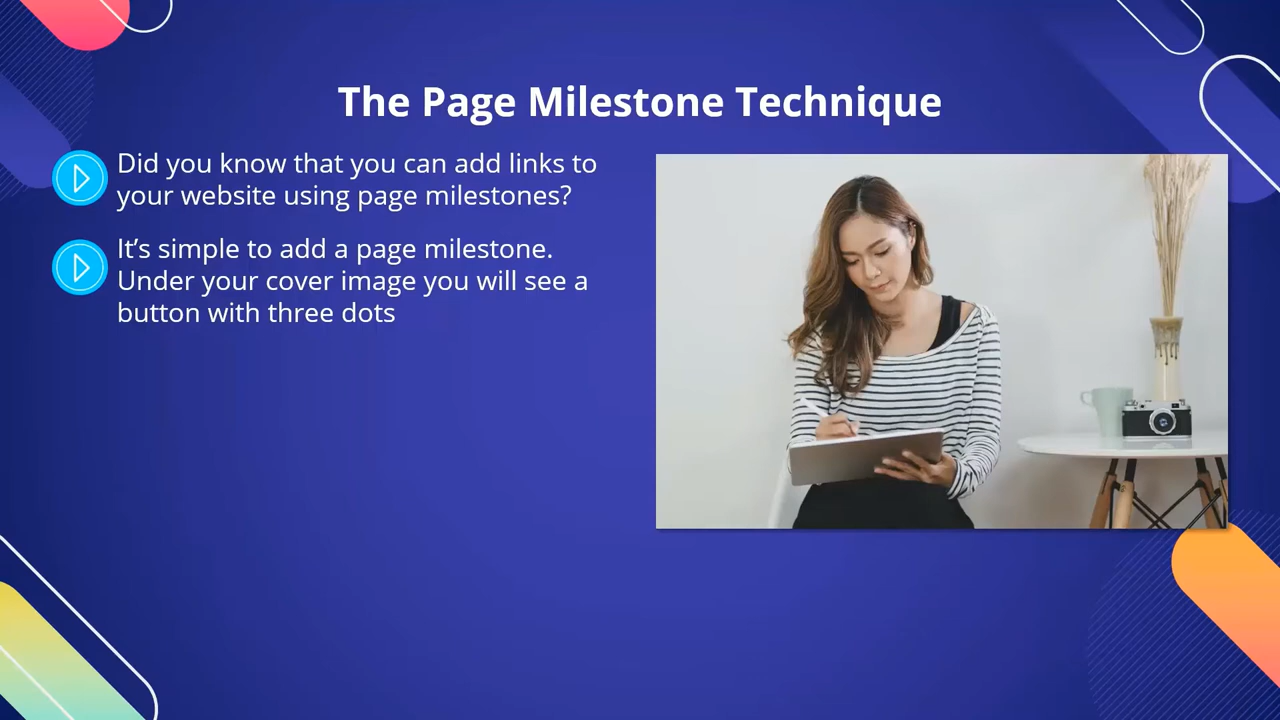 The Page Milestone Technique
Did you know that you can add links to
your website using page milestones?
It’s simple to add a page milestone.
Under your cover image you will see a
button with three dots